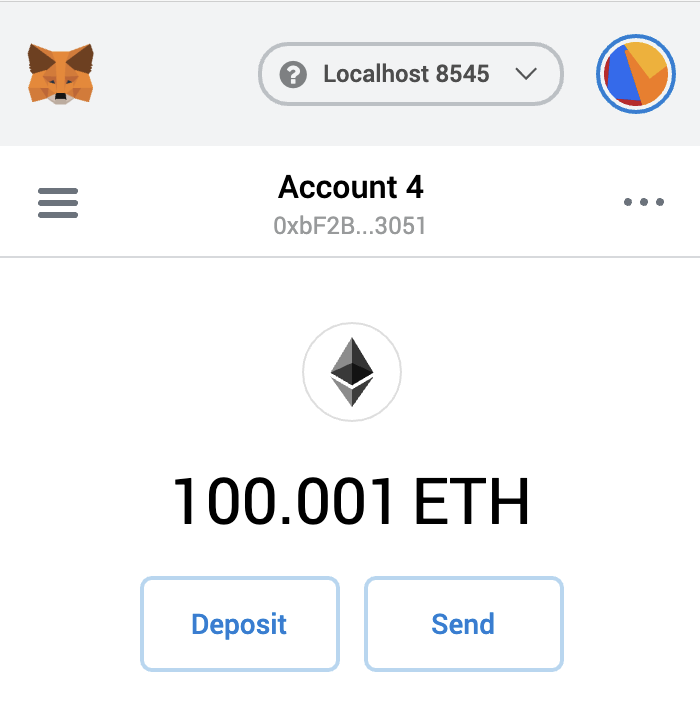 ? Localhost 8545
Account 4
0xbF2B...3051
100.001 ETH
Deposit Send